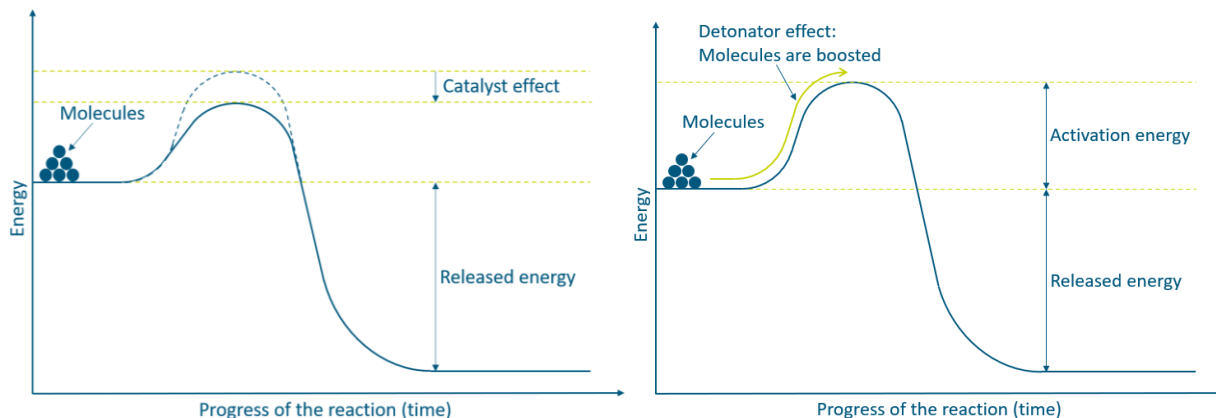 Catalyst effect
Molecules
Energy
Released energy
Progress of the reaction (time)
Detonator effect:
Molecules are boosted
Molecules
Activation energy
Energy
Released energy
Progress of the reaction (time)